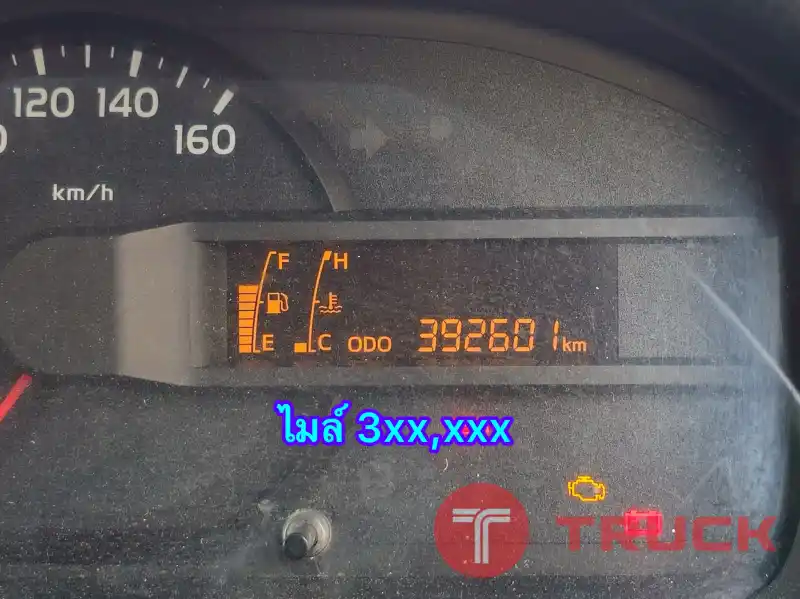 120 140
160
km/h
F H
E C ODO 392601 km
ไมล์ 3xx,xxx
T TRUCK